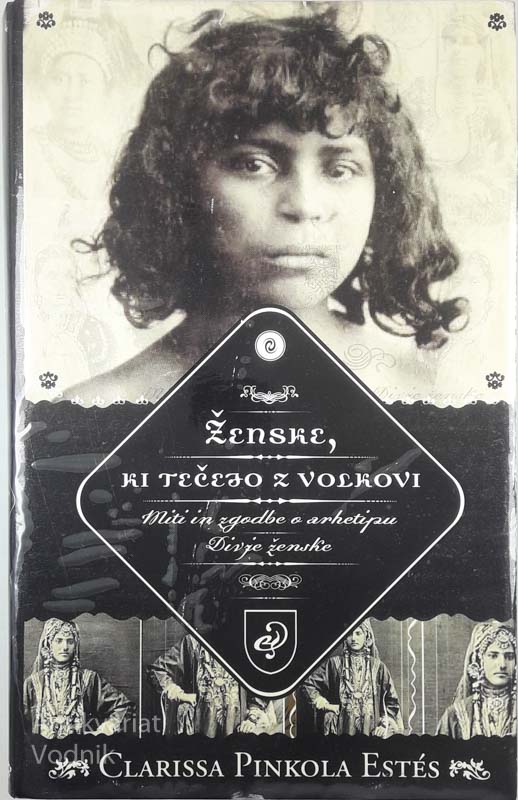 Ženske,
ki tečejo z volkovi
Miti in zgodbe o arhetipu
Divje ženske
Antikvariat
Vodnik
Clarissa Pinkola Estés